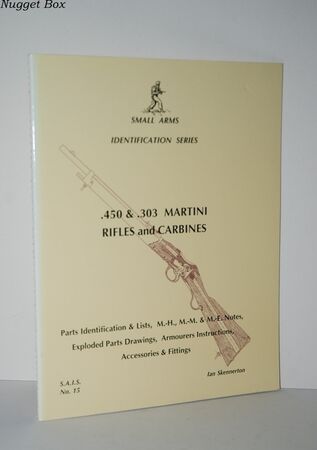 Nugget Box
SMALL ARMS
IDENTIFICATION SERIES
.450 & .303 MARTINI
RIFLES and CARBINES
Parts Identification & Lists, M.-H., M.-M. & M.-E. Notes,
Exploded Parts Drawings, Armourers Instructions,
Accessories & Fittings
S.A.I.S.
No. 15
Ian Skennerton